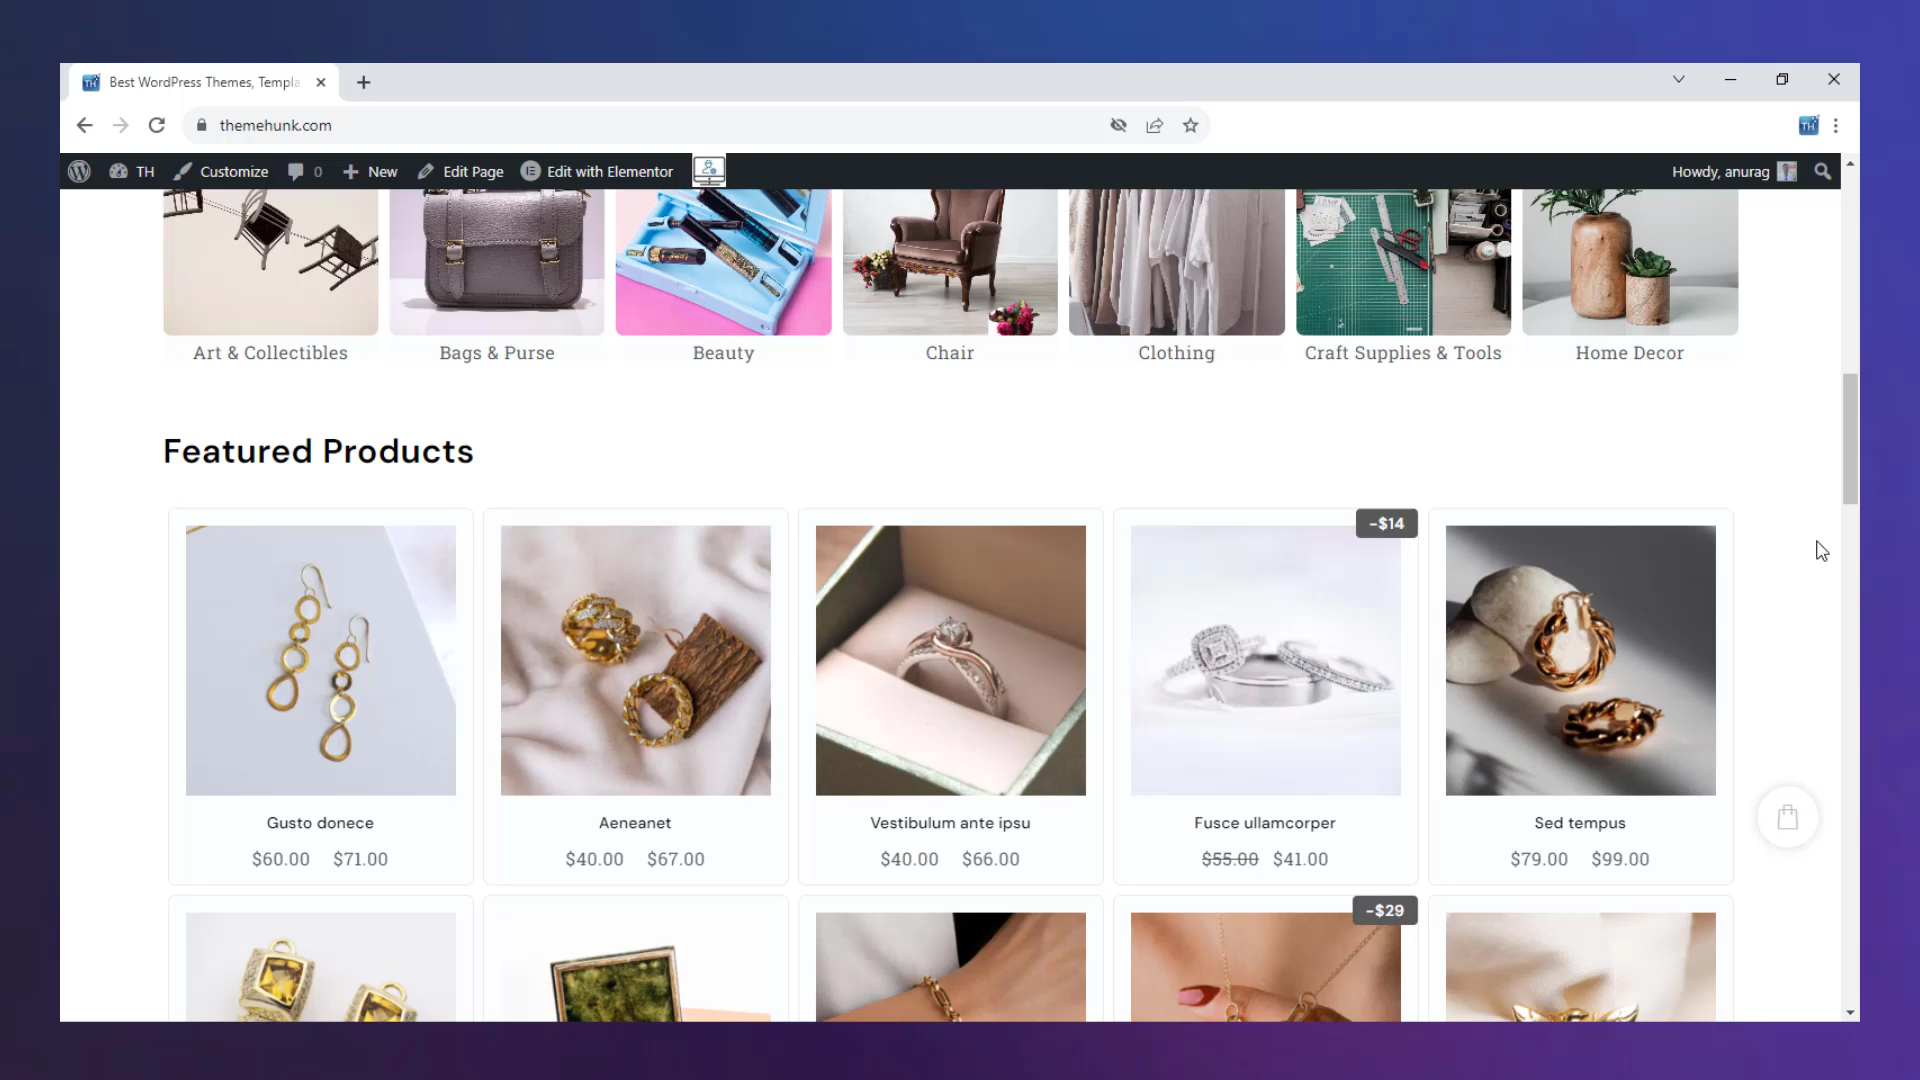 Best WordPress Themes, Templa
themehunk.com
TH
TH Customize 0 New Edit Page Edit with Elementor Howdy, anurag
Art & Collectibles Bags & Purse Beauty Chair Clothing Craft Supplies & Tools Home Decor
Featured Products
-$14
Gusto donece Aeneanet Vestibulum ante ipsu Fusce ullamcorper Sed tempus
$60.00 $71.00 $40.00 $67.00 $40.00 $66.00 $55.00 $41.00 $79.00 $99.00
-$29